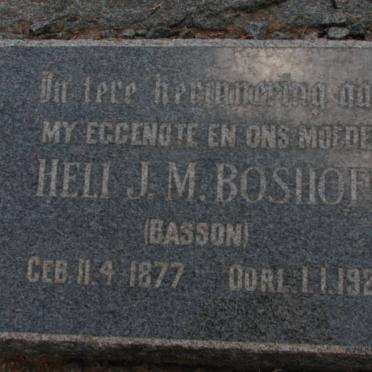 In tere herinnering aa
MY EGGENOTE EN ONS MOEDE
HELI J. M. BOSHOF
(BASSON)
GEB. 11.4.1877 OORL. 1.1.192